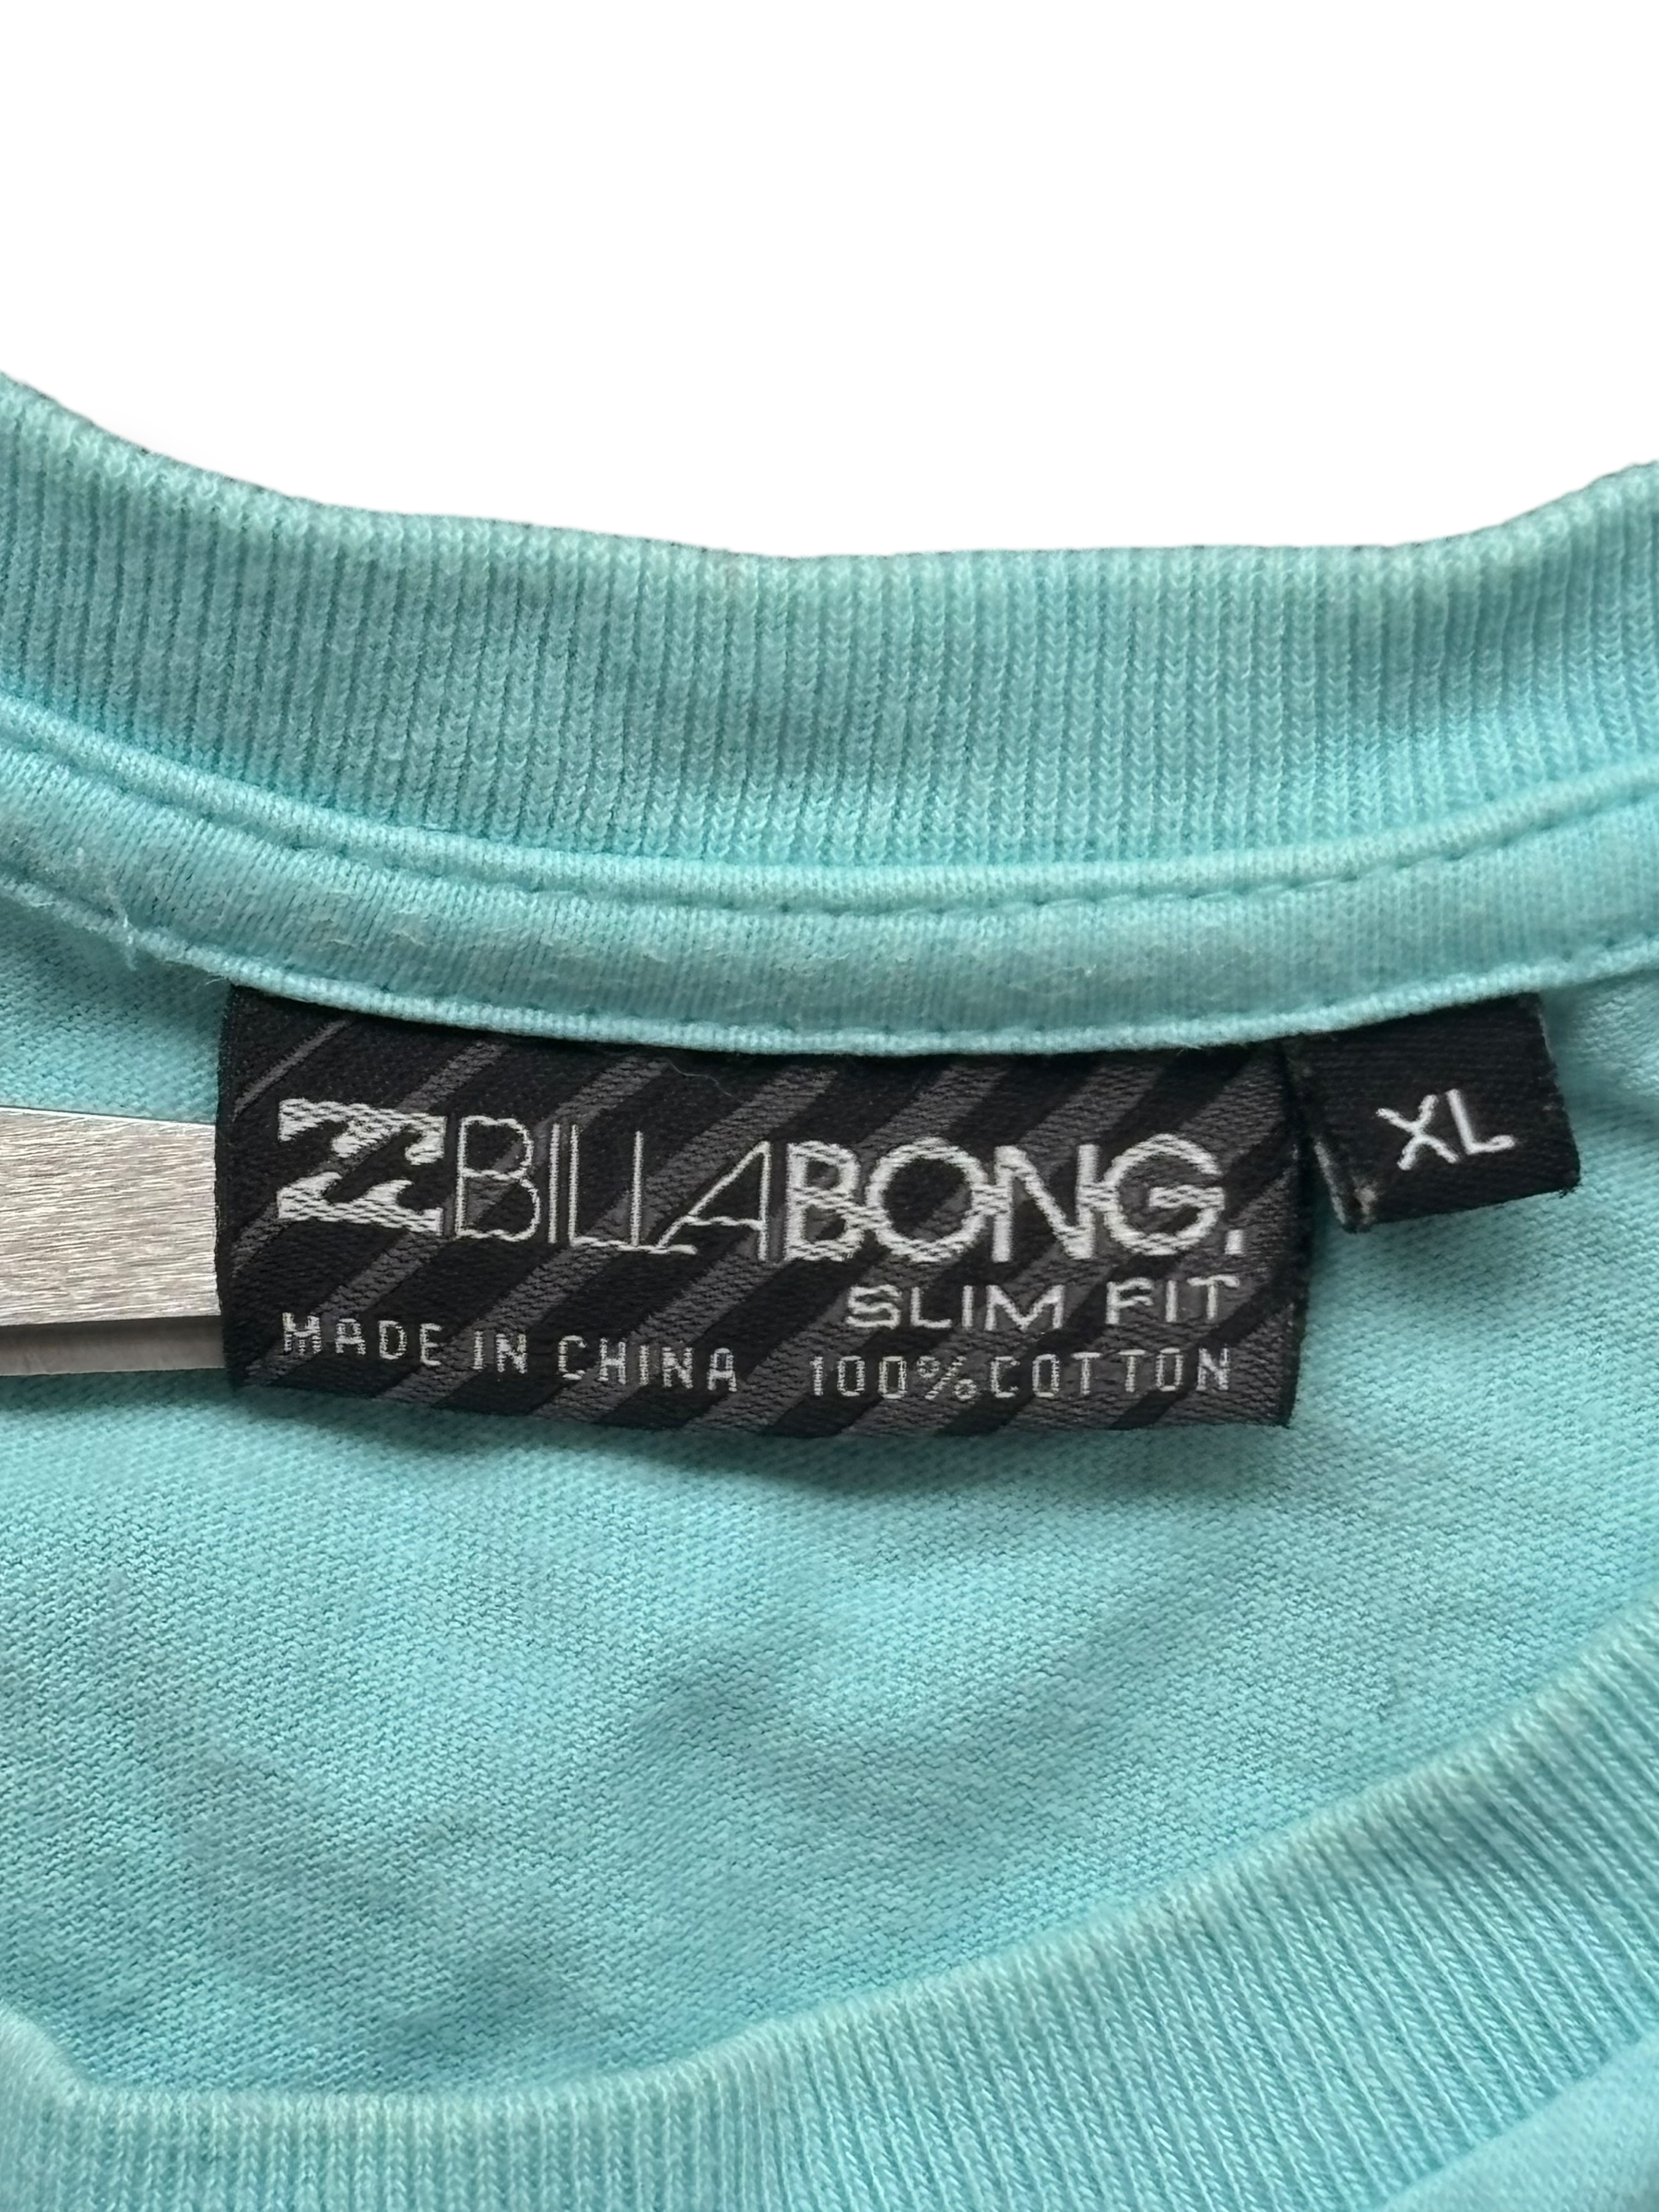 BILLABONG.
XL
SLIM FIT
MADE IN CHINA 100% COTTON